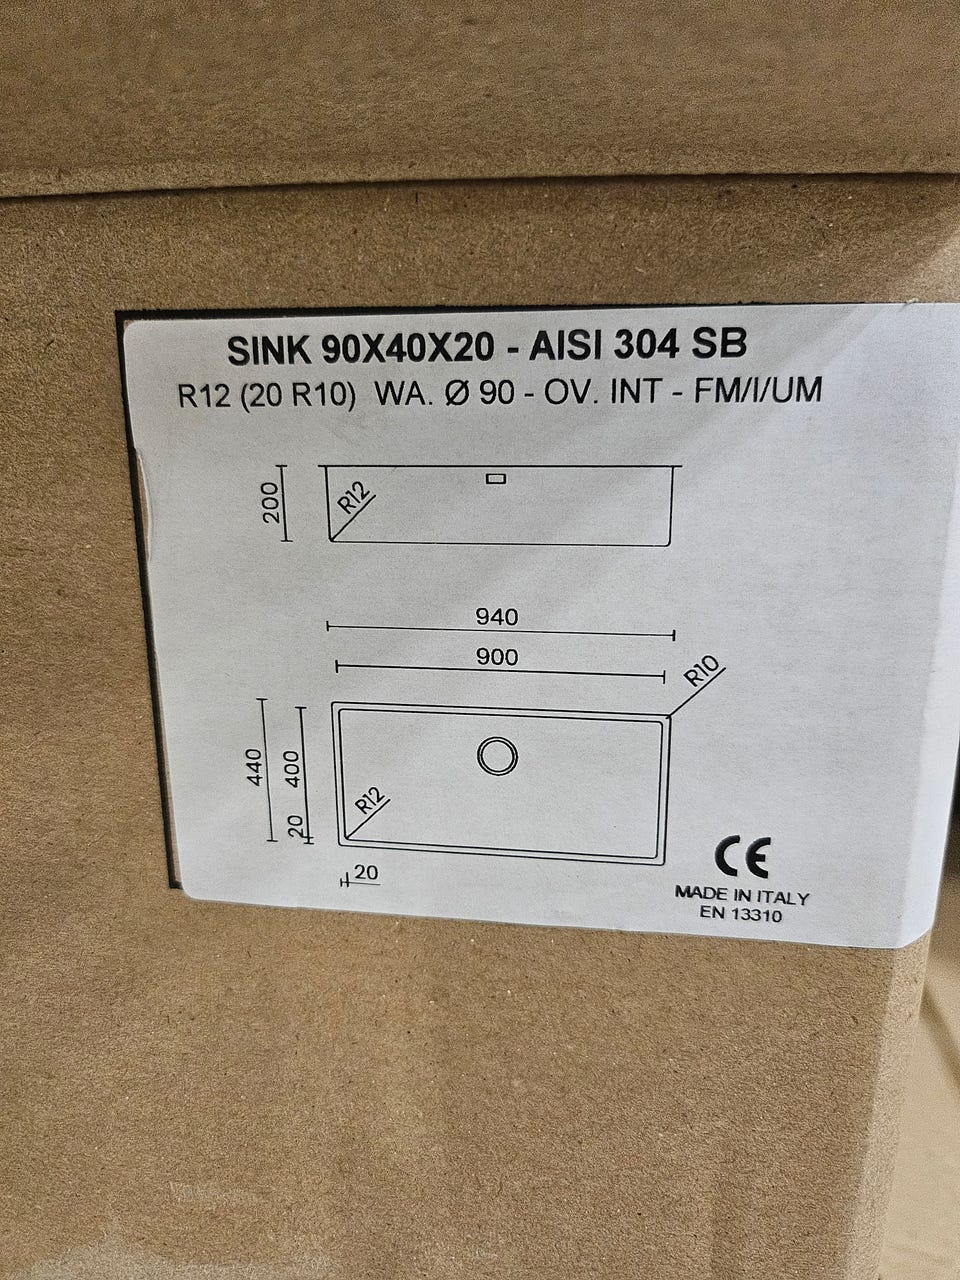 SINK 90X40X20 - AISI 304 SB
R12 (20 R10) WA. Ø 90 - OV. INT - FM/I/UM
200
R12
940
900
R10
440
400
20
R12
20
CE
MADE IN ITALY
EN 13310